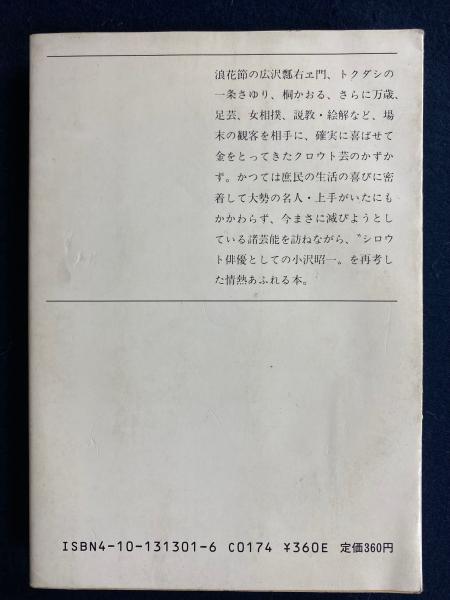 浪花節の広沢瓢右ヱ門、トクダシの
一条さゆり、桐かおる、さらに万歳、
足芸、女相撲、説教・絵解など、場
末の観客を相手に、確実に喜ばせて
金をとってきたクロウト芸のかずか
ず。かつては庶民の生活の喜びに密
着して大勢の名人・上手がいたにも
かかわらず、今まさに滅びようとし
ている諸芸能を訪ねながら、〝シロウ
ト俳優としての小沢昭一〟を再考し
た情熱あふれる本。
ISBN4-10-131301-6 C0174 ¥360E 定価360円